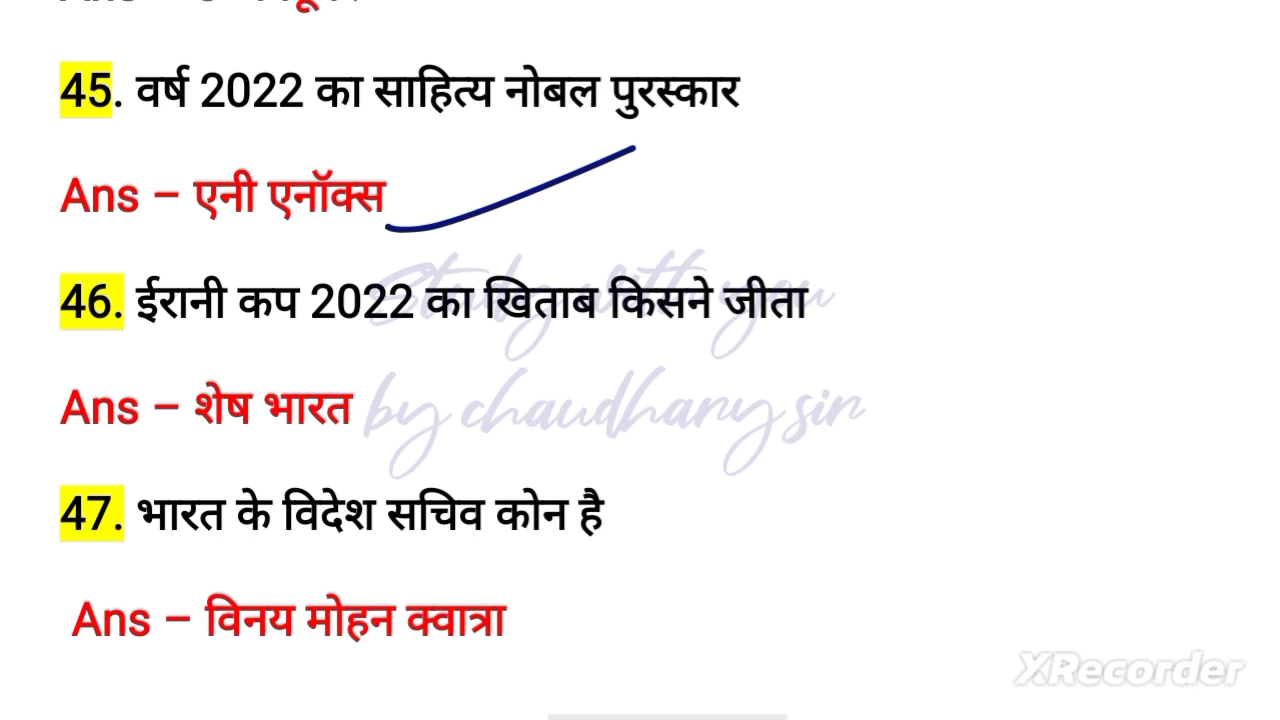 45. वर्ष 2022 का साहित्य नोबल पुरस्कार
Ans – एनी एनॉक्स
46. ईरानी कप 2022 का खिताब किसने जीता
Study with you
Ans – शेष भारत
by chaudhary sir
47. भारत के विदेश सचिव कोन है
Ans – विनय मोहन क्वात्रा
XRecorder